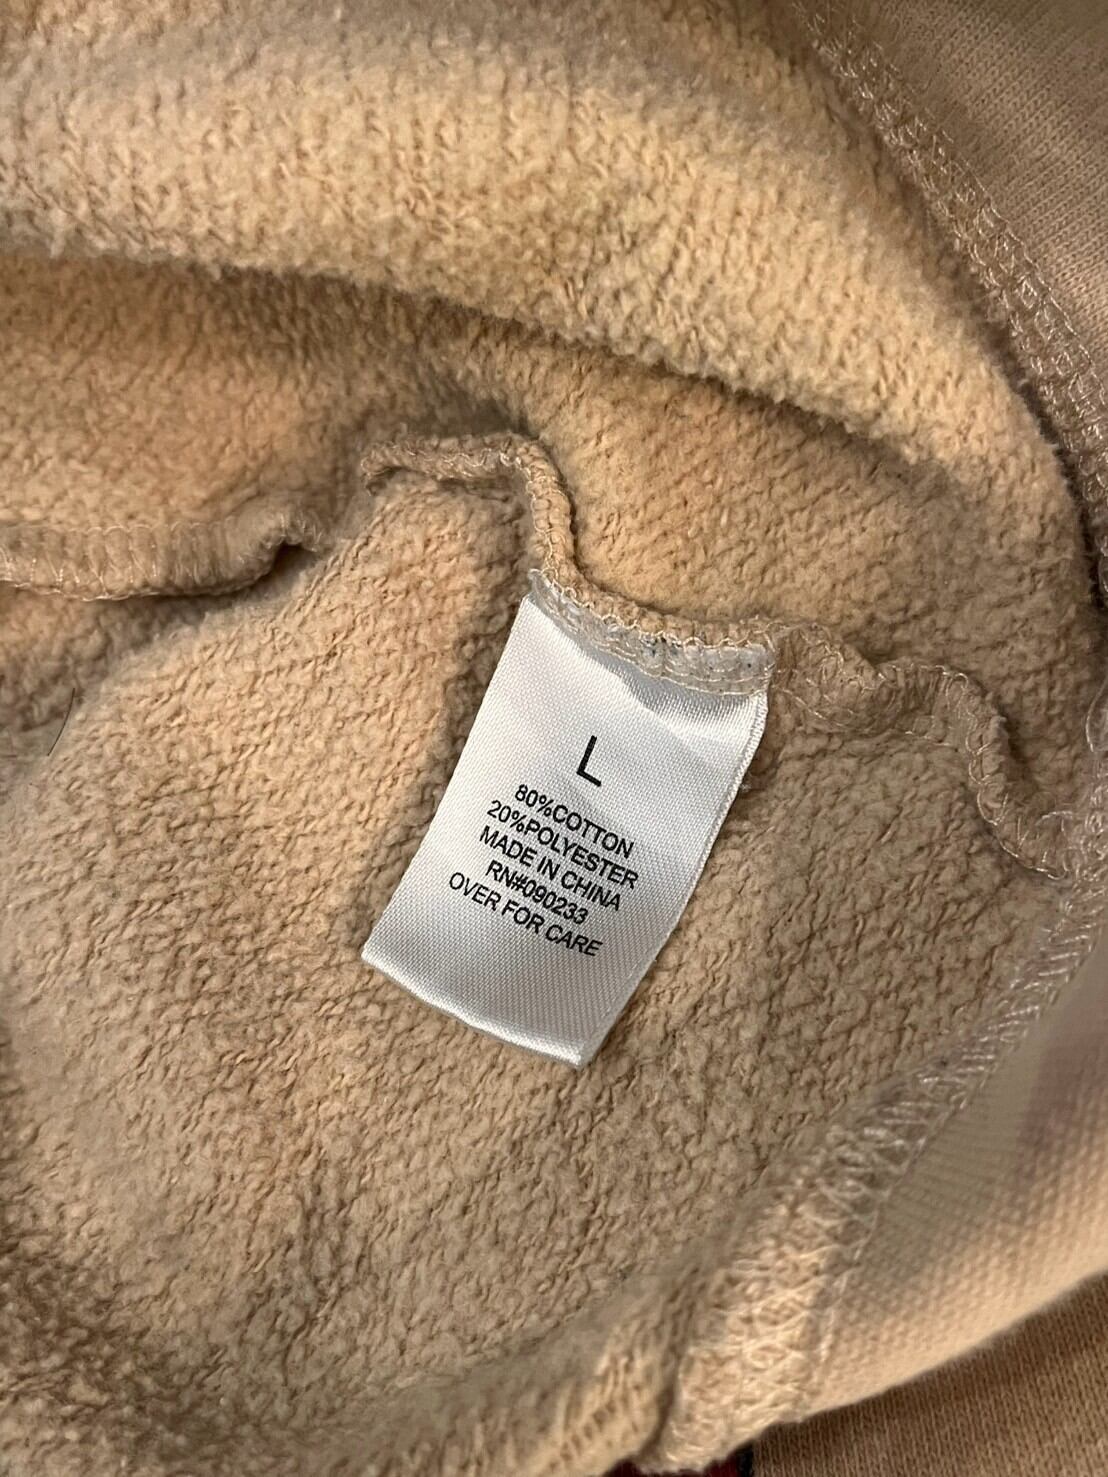 L
80%COTTON
20%POLYESTER
MADE IN CHINA
RN#090233
OVER FOR CARE